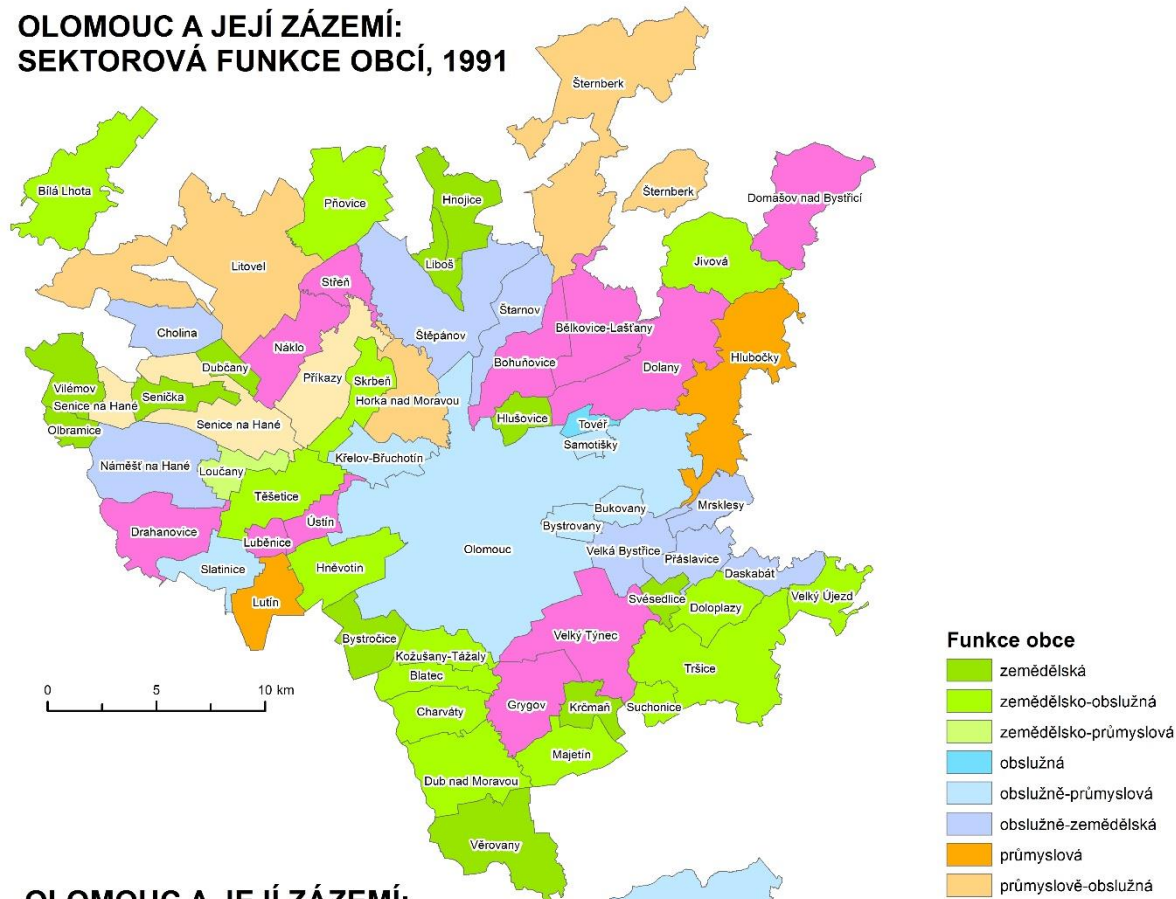 OLOMOUC A JEJÍ ZÁZEMÍ:
SEKTOROVÁ FUNKCE OBCÍ, 1991
Šternberk
Bílá Lhota
Pňovice
Hnojice
Šternberk
Domášov nad Bystřicí
Litovel
Liboš
Jívová
Střeň
Štarnov
Cholina
Štěpánov
Bělkovice-Lašťany
Náklo
Bohuňovice
Hlubočky
Dubčany
Příkazy
Skrbeň
Dolany
Vilémov
Senička
Horka nad Moravou
Senice na Hané
Hlušovice
Tovéř
Olbramice
Senice na Hané
Samotišky
Křelov-Břuchotín
Náměšť na Hané
Loučany
Těšetice
Mrsklesy
Bukovany
Drahanovice
Ústín
Bystrovany
Luběnice
Olomouc
Velká Bystřice
Přáslavice
Slatinice
Hněvotín
Daskabát
Lutín
Svésedlice
Doloplazy
Velký Újezd
Bystročice
Velký Týnec
Kožušany-Tážaly
Tršice
Blatec
Charváty
Grygov
Krčmaň
Suchonice
Majetín
Dub nad Moravou
Věrovany
0 5 10 km
Funkce obce
zemědělská
zemědělsko-obslužná
zemědělsko-průmyslová
obslužná
obslužně-průmyslová
obslužně-zemědělská
průmyslová
průmyslově-obslužná
OLOMOUC A JEJÍ ZÁZEMÍ: